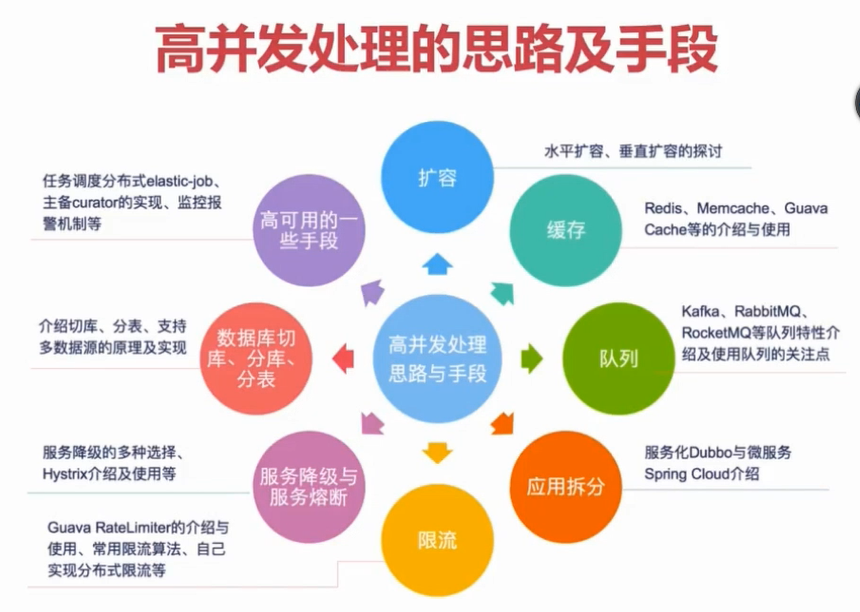 高并发处理的思路及手段
扩容
水平扩容、垂直扩容的探讨
缓存
Redis、Memcache、Guava
Cache等的介绍与使用
队列
Kafka、RabbitMQ、
RocketMQ等队列特性介
绍及使用队列的关注点
应用拆分
服务化Dubbo与微服务
Spring Cloud介绍
限流
Guava RateLimiter的介绍与
使用、常用限流算法、自己
实现分布式限流等
服务降级与
服务熔断
服务降级的多种选择、
Hystrix介绍及使用等
数据库切
库、分库、
分表
介绍切库、分表、支持
多数据源的原理及实现
高可用的一
些手段
任务调度分布式elastic-job、
主备curator的实现、监控报
警机制等
高并发处理
思路与手段